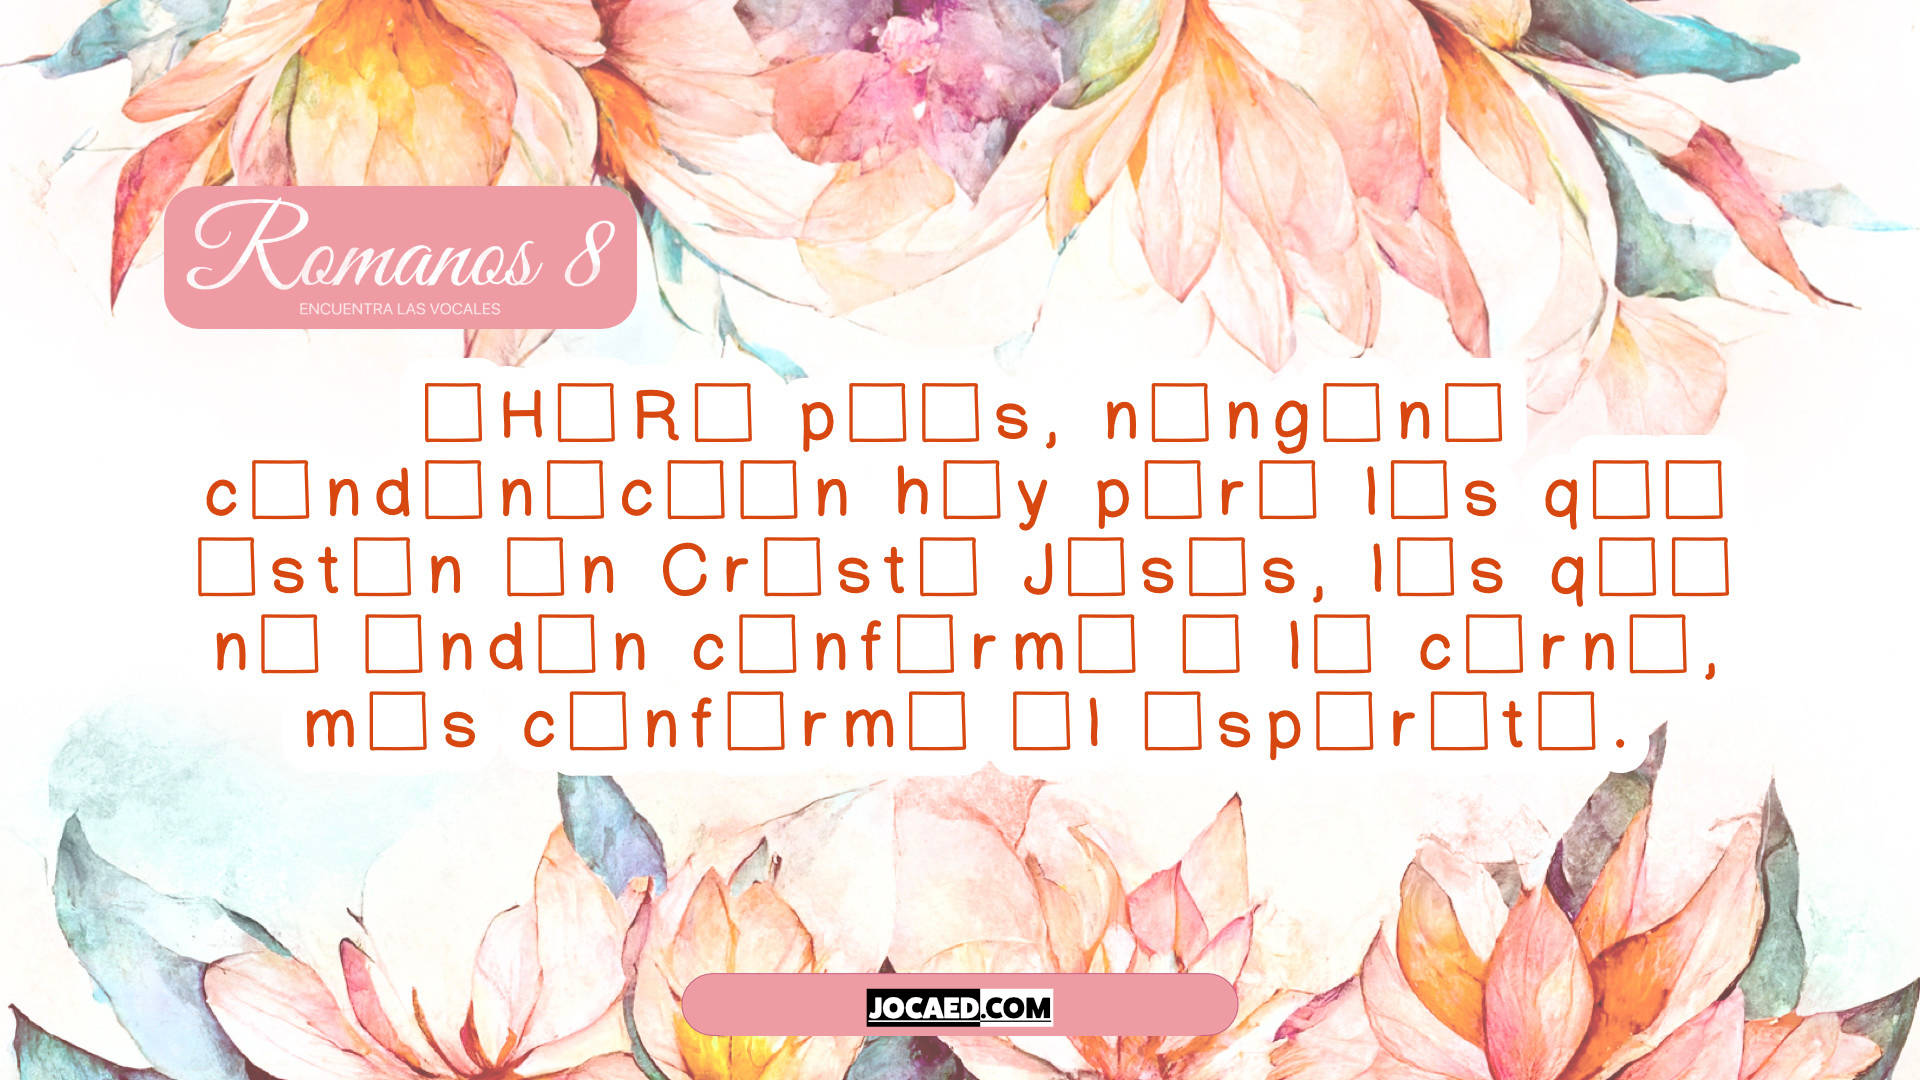 Romanos 8
ENCUENTRA LAS VOCALES
□H□R□ p□□s, n□ng□n□
c□nd□n□c□□n h□y p□r□ l□s q□□
□st□n □n Cr□st□ J□s□s, l□s q□□
n□ □nd□n c□nf□rm□ □ l□ c□rn□,
m□s c□nf□rm□ □l □sp□r□t□.
JOCAED.COM